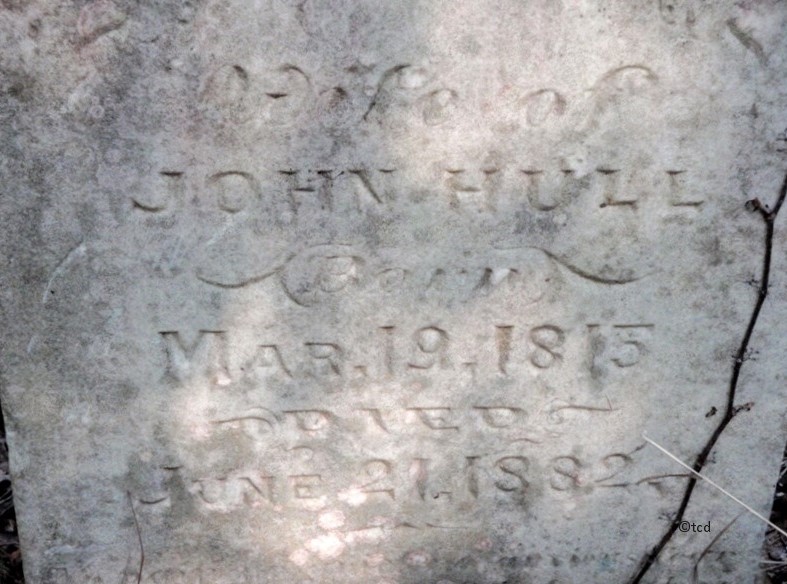 Wife of
JOHN HULL
Born
MAR. 19, 1815
DIED
JUNE 21, 1882
©tcd